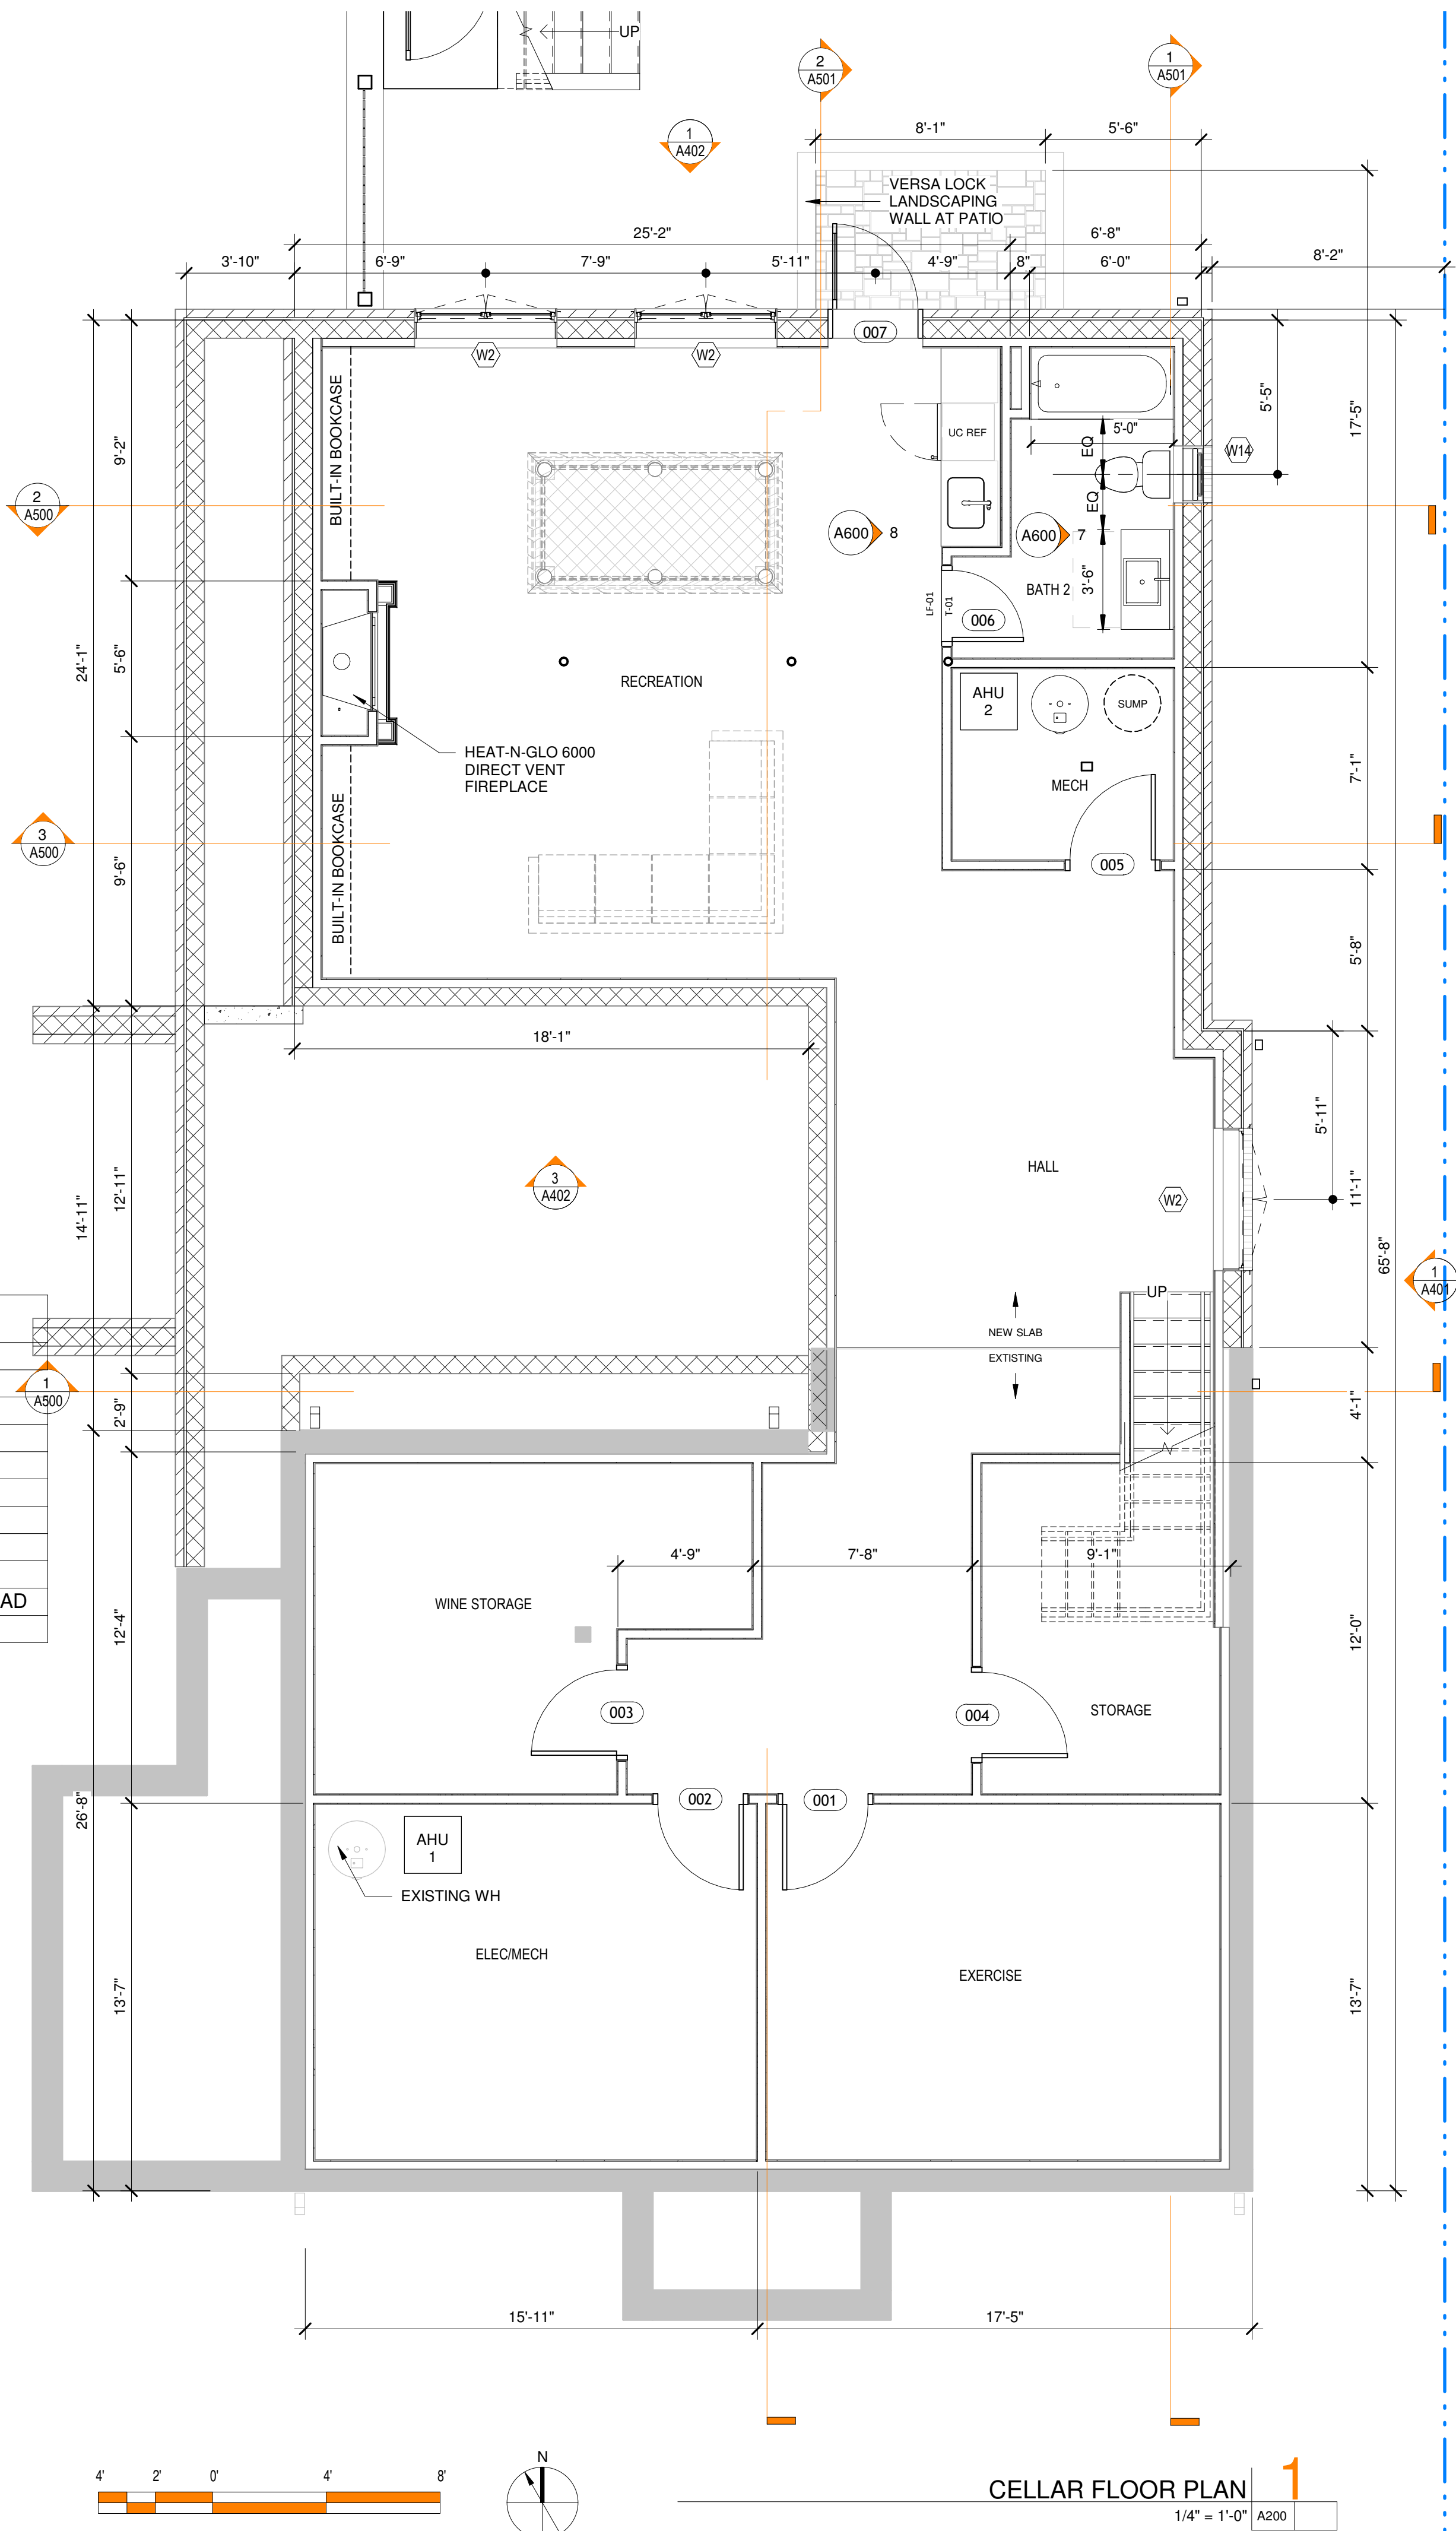 UP
2
A501
1
A501
1
A402
8'-1"
5'-6"
VERSA LOCK
LANDSCAPING
WALL AT PATIO
25'-2"
6'-8"
3'-10"
6'-9"
7'-9"
5'-11"
4'-9"
8"
6'-0"
8'-2"
007
W2
W2
BUILT-IN BOOKCASE
UC REF
5'-0"
EQ
EQ
W14
5'-5"
17'-5"
9'-2"
2
A500
A600
8
A600
7
3'-6"
BATH 2
LF-01
T-01
006
24'-1"
5'-6"
RECREATION
AHU
2
SUMP
HEAT-N-GLO 6000
DIRECT VENT
FIREPLACE
MECH
7'-1"
005
3
A500
BUILT-IN BOOKCASE
9'-6"
5'-8"
18'-1"
5'-11"
HALL
3
A402
W2
14'-11"
12'-11"
11'-1"
65'-8"
1
A401
UP
NEW SLAB
EXTISTING
1
A500
2'-9"
4'-1"
4'-9"
7'-8"
9'-1"
AD
WINE STORAGE
12'-4"
12'-0"
003
004
STORAGE
26'-8"
002
001
AHU
1
EXISTING WH
ELEC/MECH
EXERCISE
13'-7"
13'-7"
15'-11"
17'-5"
4'
2'
0'
4'
8'
N
CELLAR FLOOR PLAN
1
1/4" = 1'-0"
A200